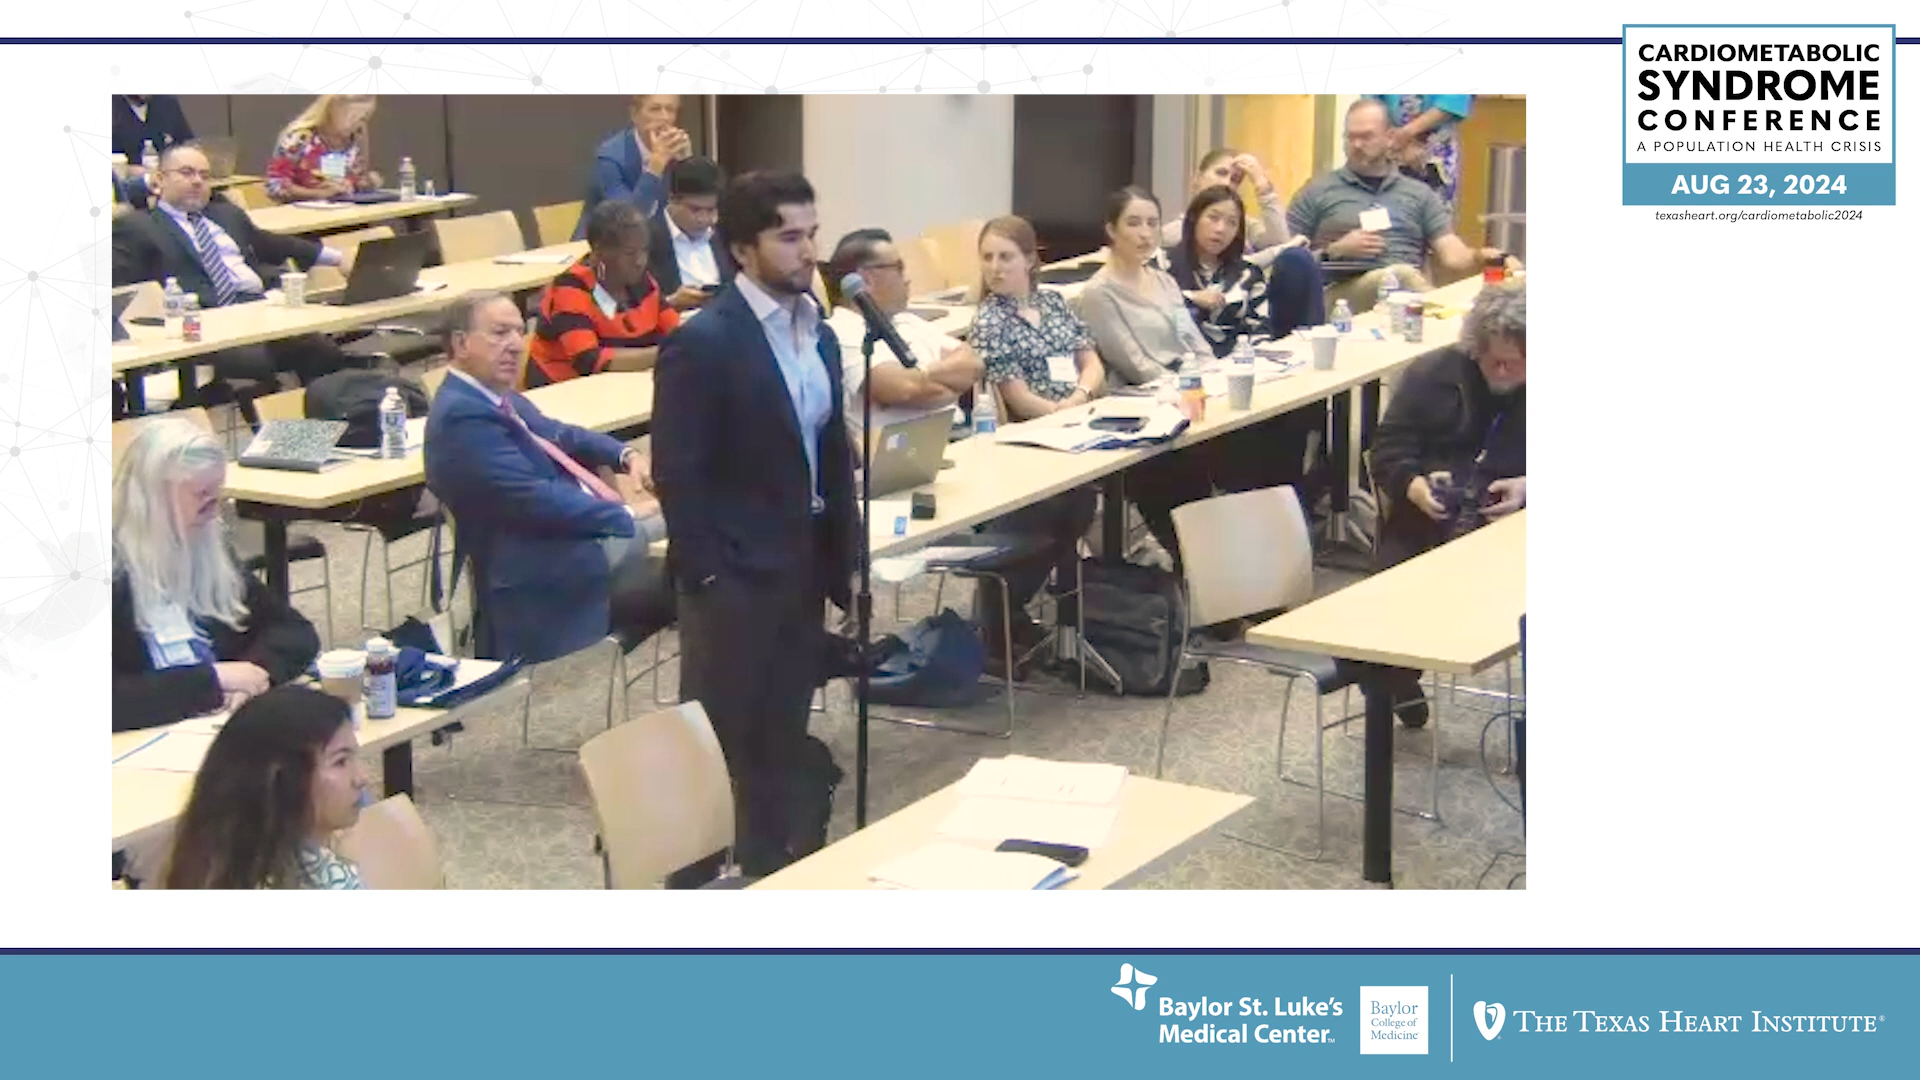 CARDIOMETABOLIC
SYNDROME
CONFERENCE
A POPULATION HEALTH CRISIS
AUG 23, 2024
texasheart.org/cardiometabolic2024
Baylor St. Luke's
Medical Center™
Baylor
College of
Medicine
THE TEXAS HEART INSTITUTE®